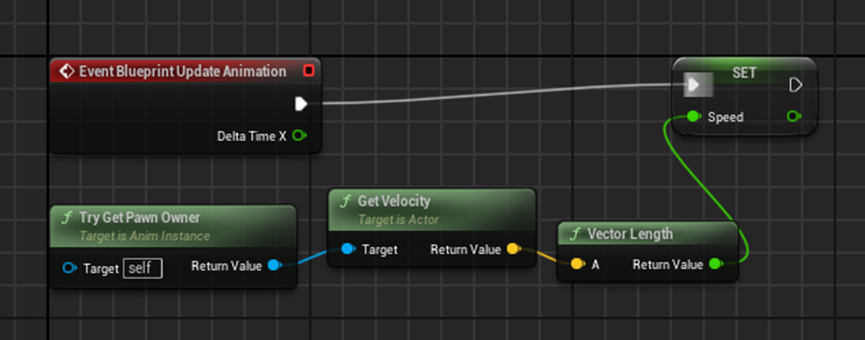 Event Blueprint Update Animation
Delta Time X
SET
Speed
Try Get Pawn Owner
Target is Anim Instance
Target self
Return Value
f Get Velocity
Target is Actor
Target
Return Value
f Vector Length
A
Return Value